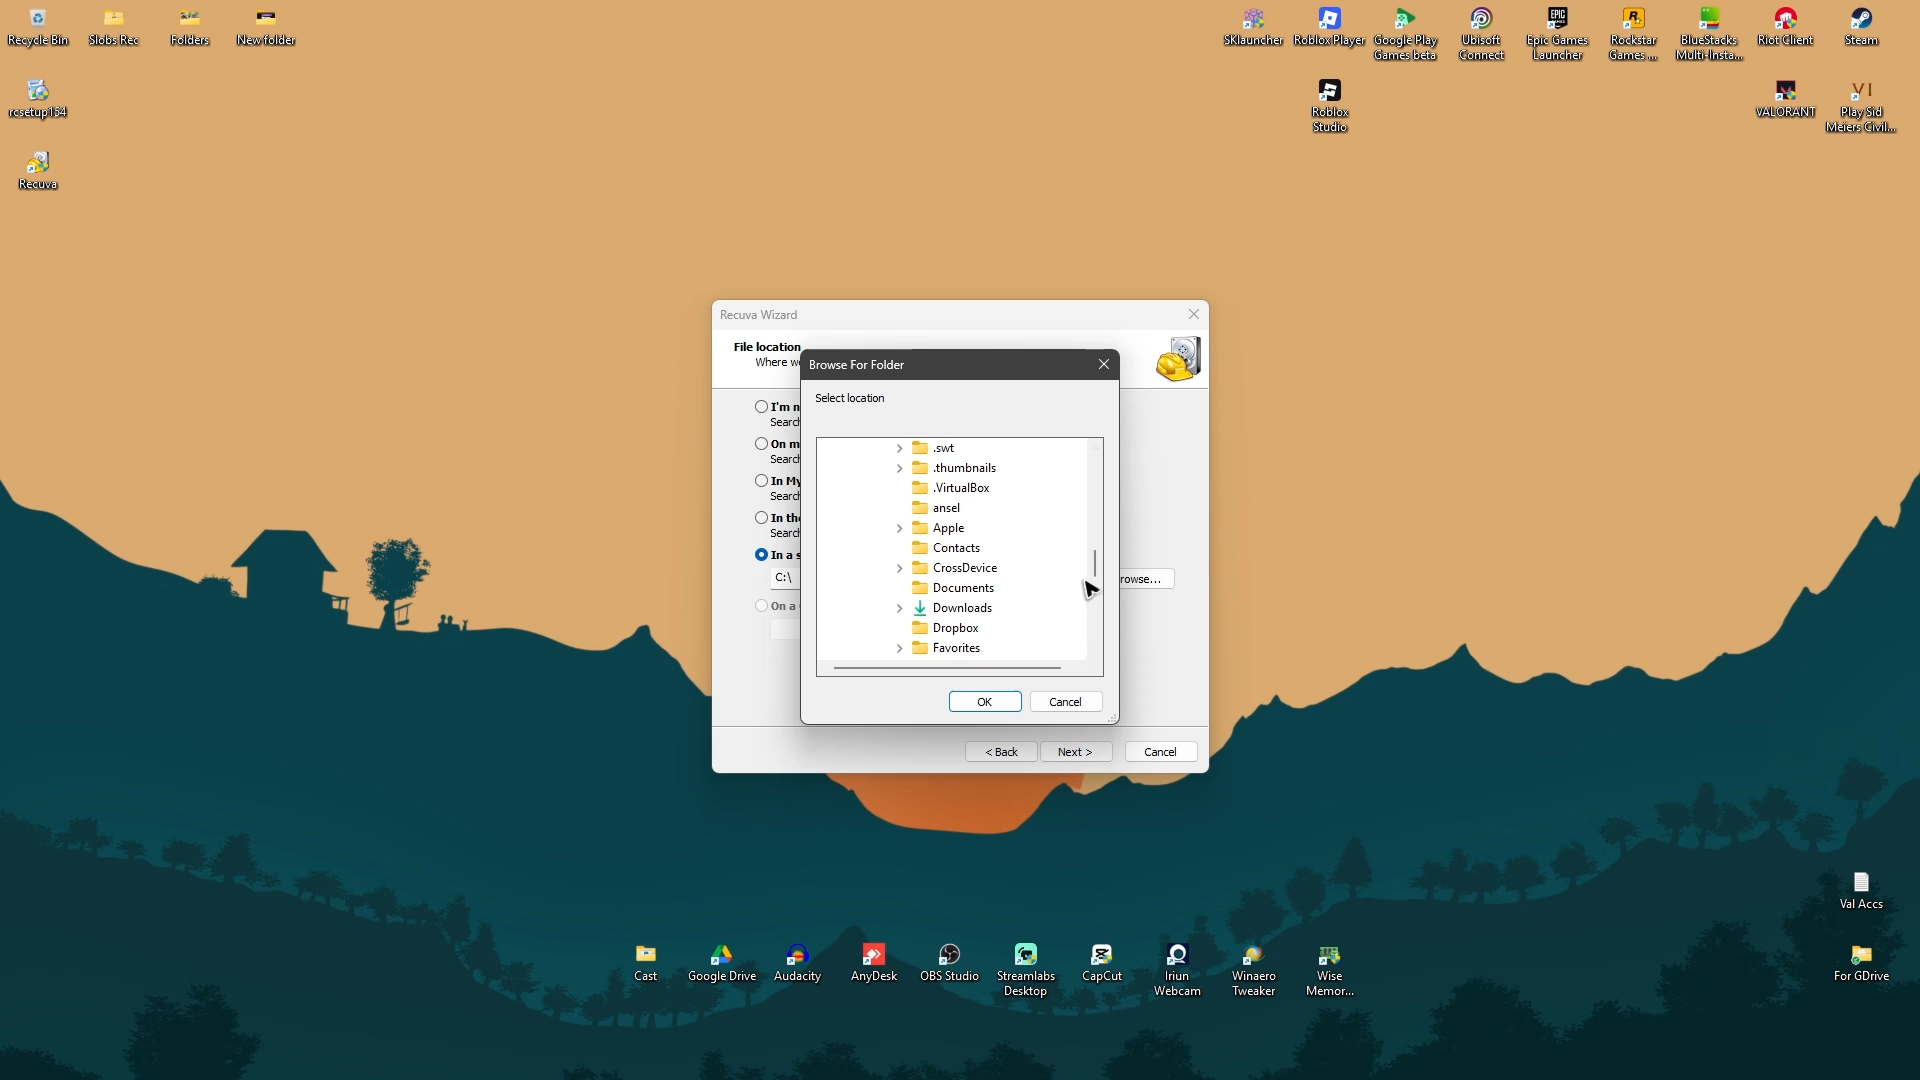 Recycle Bin
Slobs Rec
Folders
New folder
SKlauncher
Roblox Player
Google Play
Games beta
Ubisoft
Connect
Epic Games
Launcher
Rockstar
Games ...
BlueStacks
Multi-Insta...
Riot Client
Steam
rcsetup154
Roblox
Studio
VALORANT
VI
Play Sid
Meiers Civil...
Recuva
Recuva Wizard
File location
Where w
Browse For Folder
Select location
I'm n
Search
On m
Search
In My
Search
In the
Search
In a s
C:\
rowse...
On a
.swt
.thumbnails
.VirtualBox
ansel
Apple
Contacts
CrossDevice
Documents
Downloads
Dropbox
Favorites
OK
Cancel
< Back
Next >
Cancel
Val Accs
Cast
Google Drive
Audacity
AnyDesk
OBS Studio
Streamlabs
Desktop
CapCut
Iriun
Webcam
Winaero
Tweaker
Wise
Memor...
For GDrive